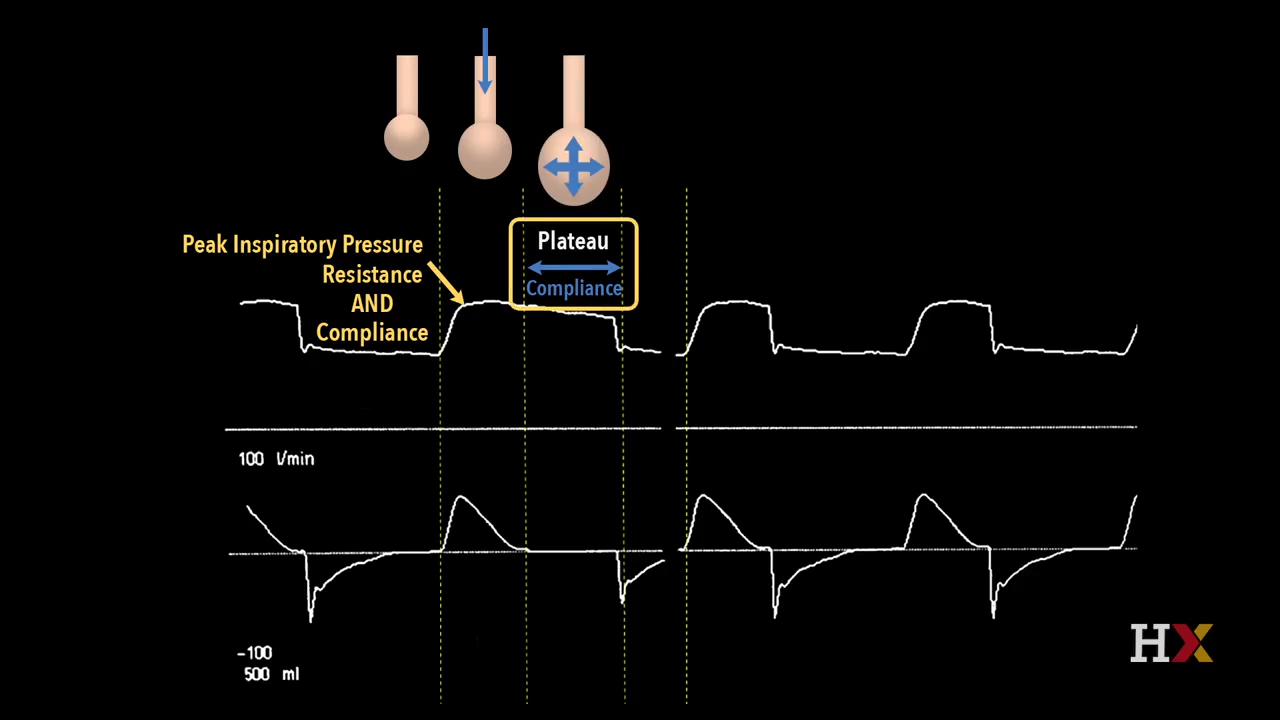 Peak Inspiratory Pressure
Resistance
AND
Compliance
Plateau
Compliance
100 l/min
-100
500 ml
HX